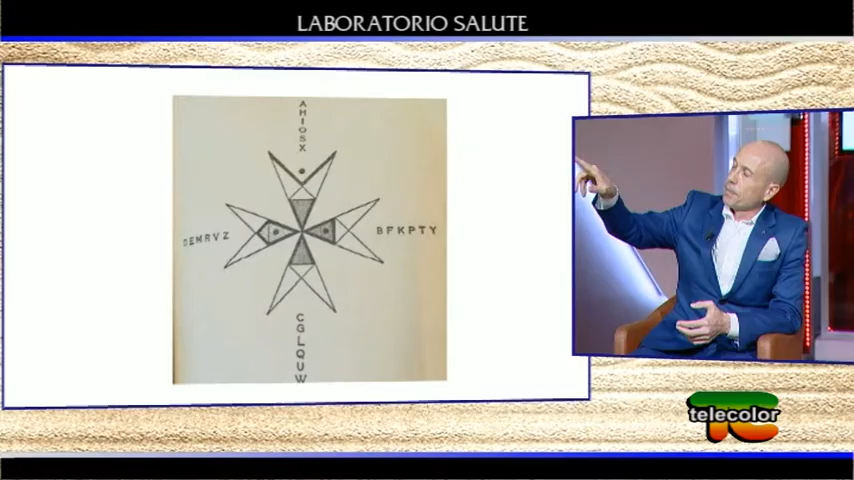 LABORATORIO SALUTE
AHIOSX
DEMRVZ
BFKPTY
CGLQUW
telecolor